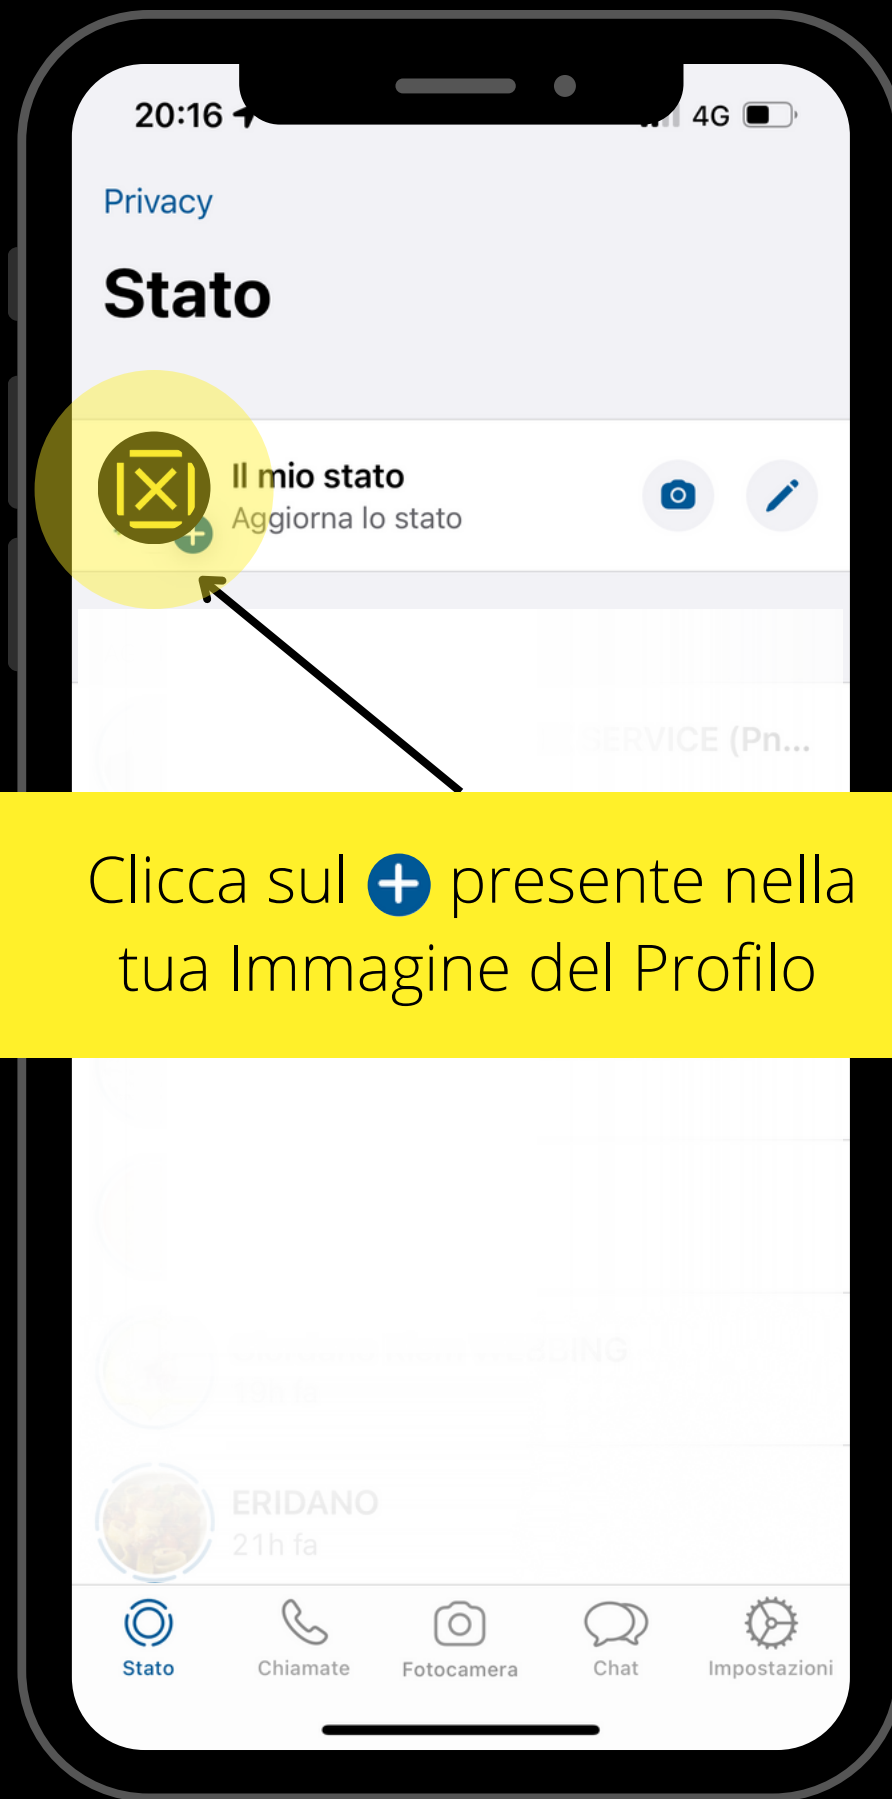 20:16
4G
Privacy
Stato
Il mio stato
Aggiorna lo stato
SERVICE (Pn...
Clicca sul + presente nella
tua Immagine del Profilo
ERIDANO
21h fa
Stato
Chiamate
Fotocamera
Chat
Impostazioni